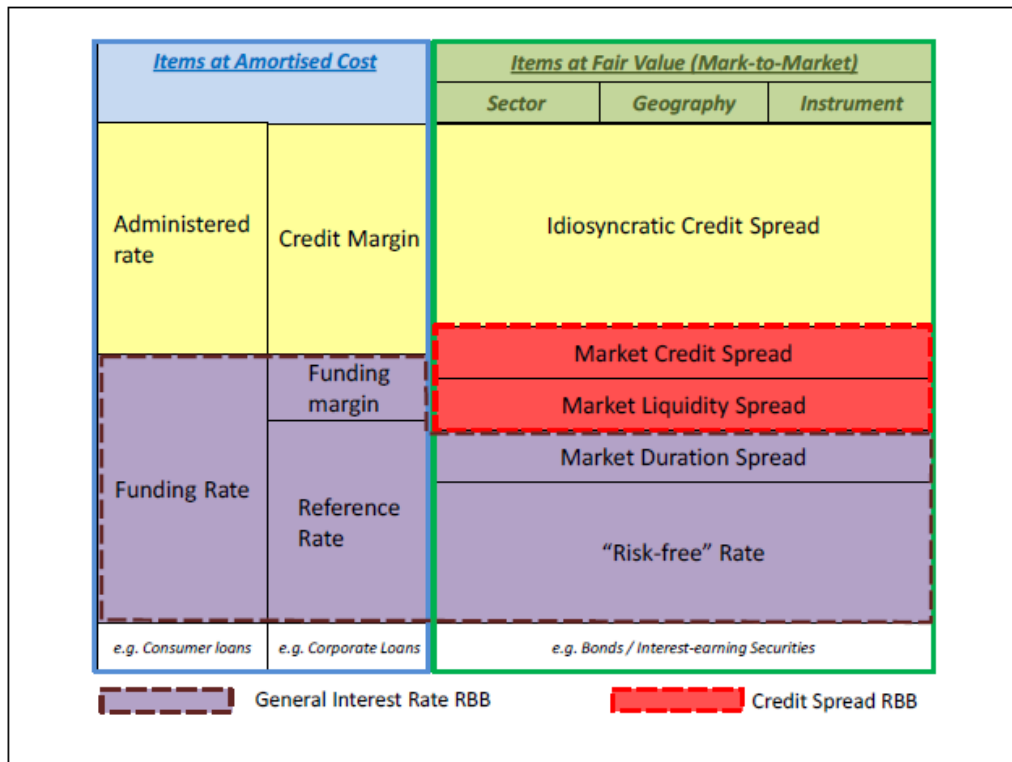 Items at Amortised Cost
Items at Fair Value (Mark-to-Market)
Sector
Geography
Instrument
Administered
rate
Credit Margin
Idiosyncratic Credit Spread
Market Credit Spread
Funding
margin
Market Liquidity Spread
Market Duration Spread
Funding Rate
Reference
Rate
“Risk-free” Rate
e.g. Consumer loans
e.g. Corporate Loans
e.g. Bonds / Interest-earning Securities
General Interest Rate RBB
Credit Spread RBB